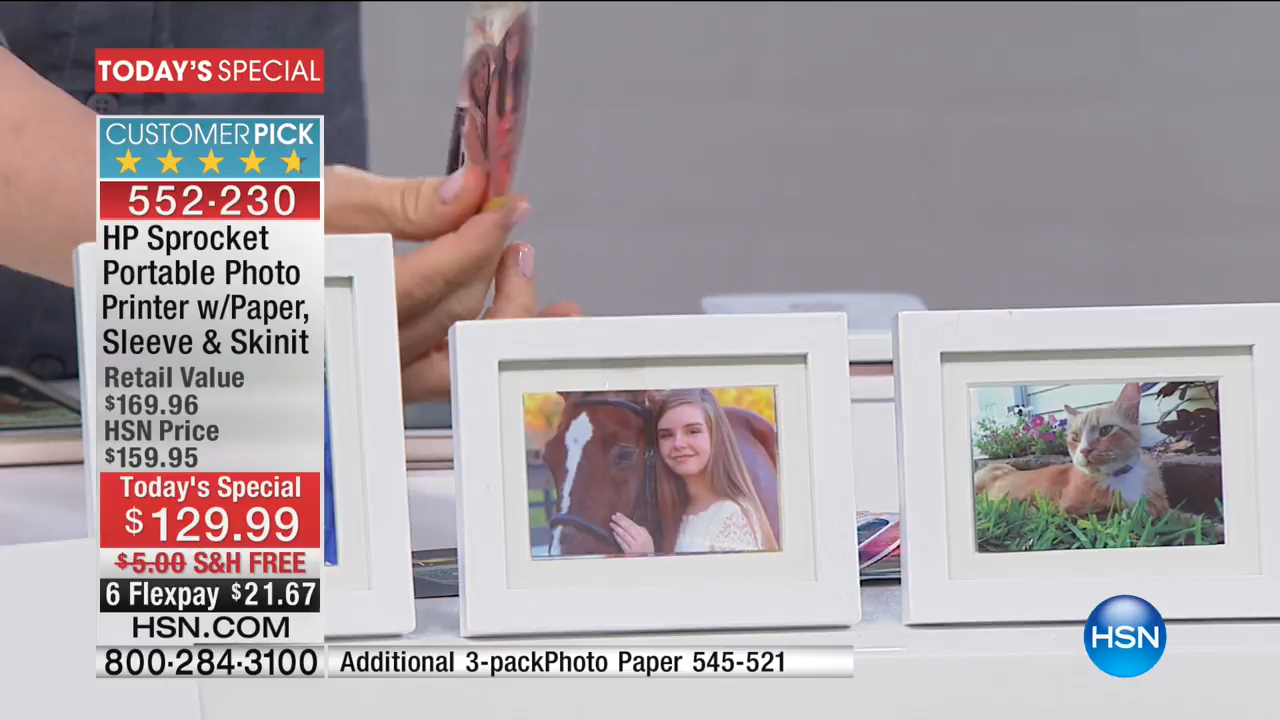 TODAY'S SPECIAL
CUSTOMERPICK
552·230
HP Sprocket
Portable Photo
Printer w/Paper,
Sleeve & Skinit
Retail Value
$169.96
HSN Price
$159.95
Today's Special
$129.99
$5.00 S&H FREE
6 Flexpay $21.67
HSN.COM
800·284·3100
Additional 3-packPhoto Paper 545-521
HSN